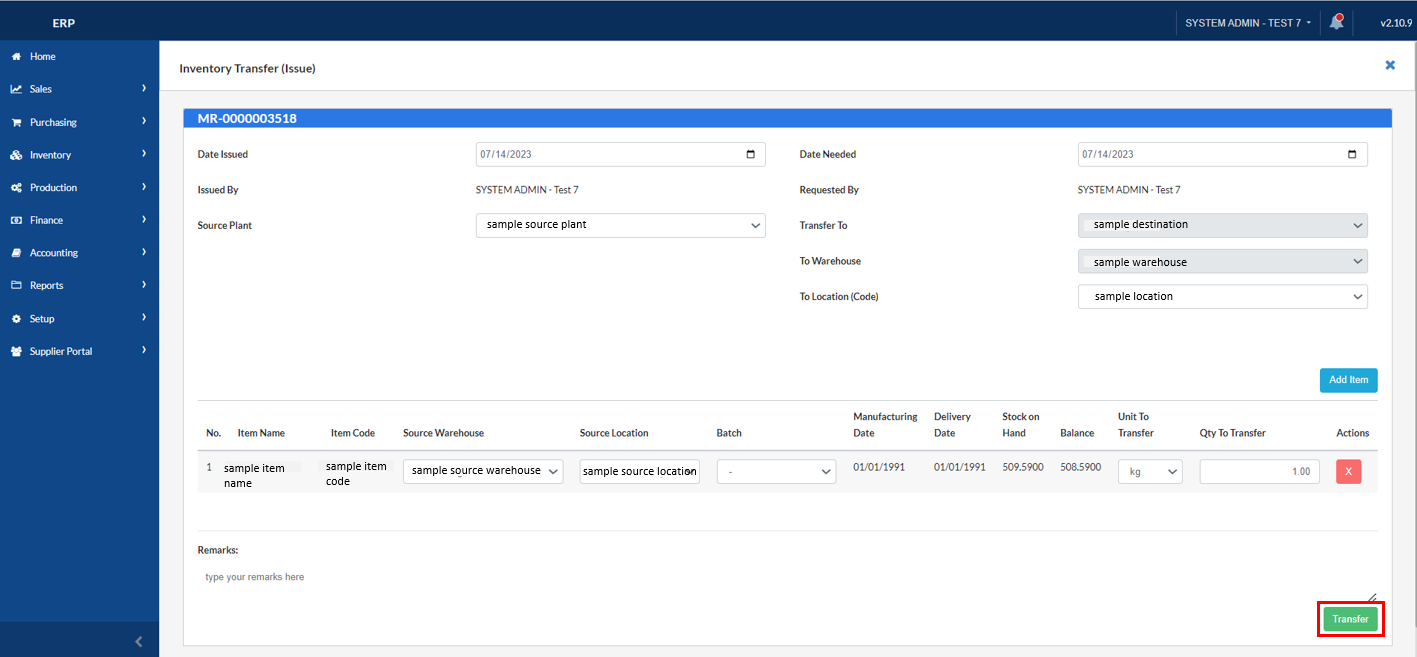 ERP
SYSTEM ADMIN - TEST 7
v2.10.9
Home
Sales
Purchasing
Inventory
Production
Finance
Accounting
Reports
Setup
Supplier Portal
Inventory Transfer (Issue)
MR-0000003518
Date Issued 07/14/2023 Date Needed 07/14/2023
Issued By SYSTEM ADMIN - Test 7 Requested By SYSTEM ADMIN - Test 7
Source Plant sample source plant Transfer To sample destination
To Warehouse sample warehouse
To Location (Code) sample location
Add Item
Manufacturing Delivery Stock on Unit To
No. Item Name Item Code Source Warehouse Source Location Batch Date Date Hand Balance Transfer Qty To Transfer Actions
1 sample item sample item sample source warehouse sample source location - 01/01/1991 01/01/1991 509.5900 508.5900 kg 1.00 X
name code
Remarks:
type your remarks here
Transfer